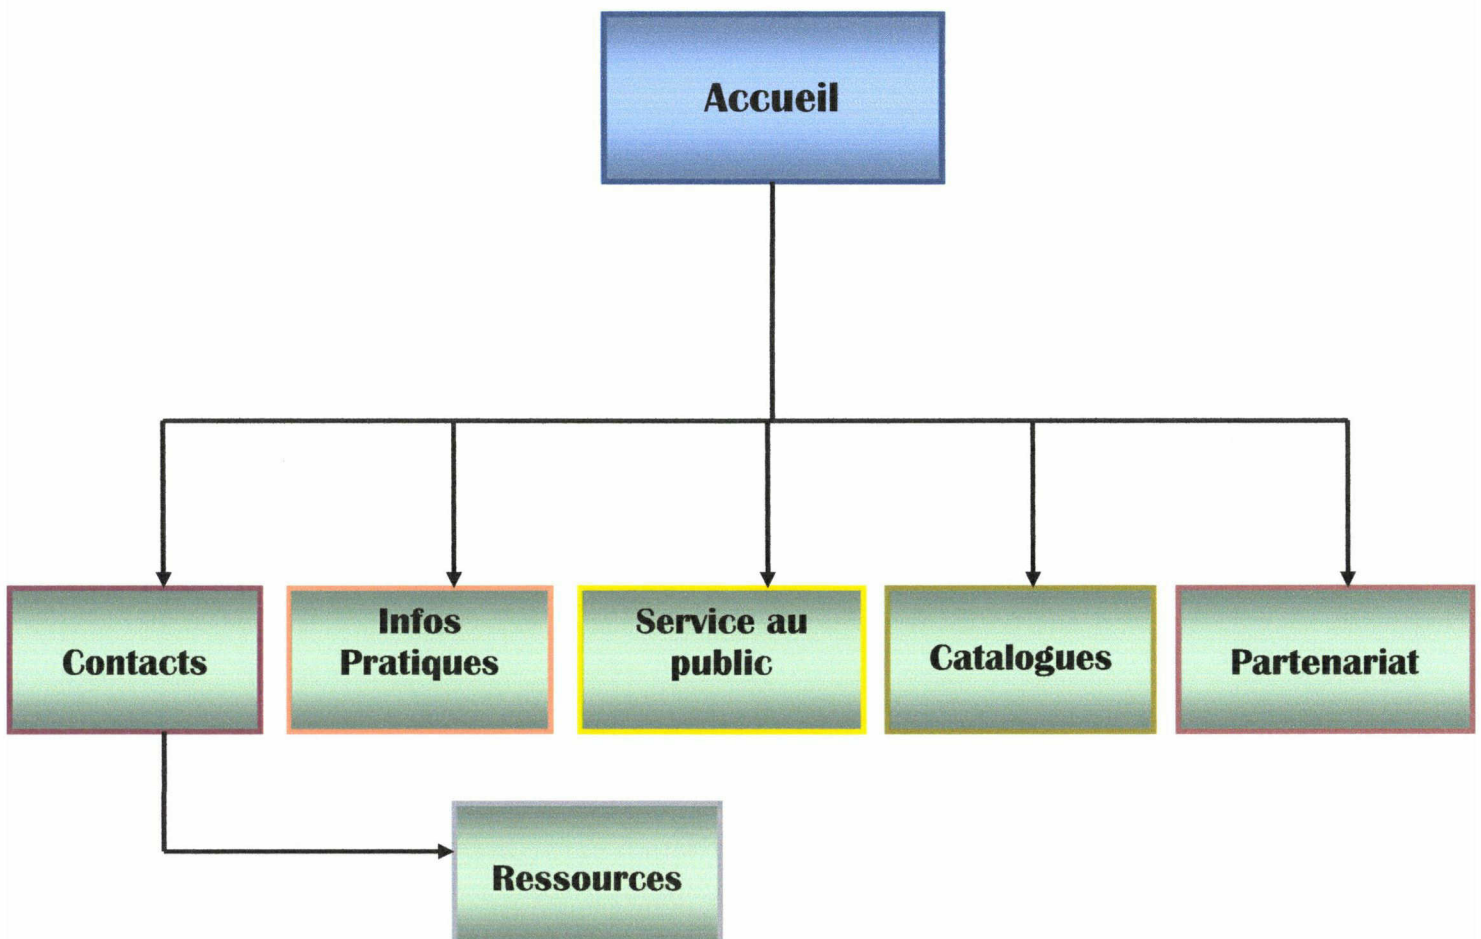 Accueil
Contacts
Infos
Pratiques
Service au
public
Catalogues
Partenariat
Ressources